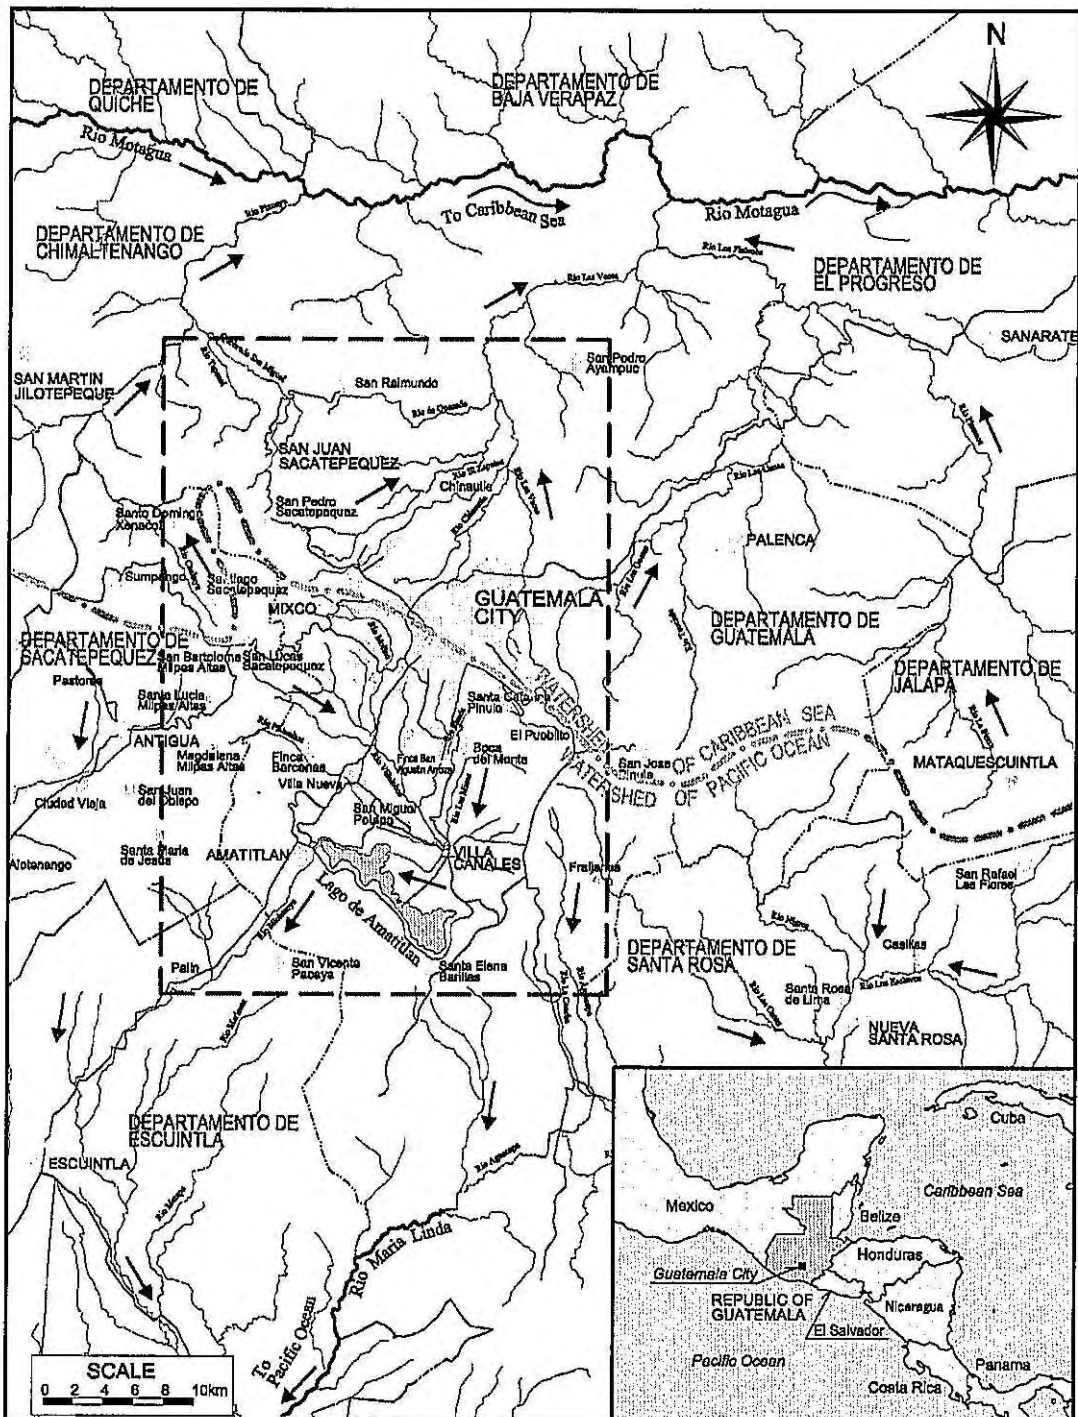 N
DEPARTAMENTO DE
QUICHE
DEPARTAMENTO DE
BAJA VERAPAZ
Rio Motagua
To Caribbean Sea
Rio Motagua
DEPARTAMENTO DE
CHIMALTENANGO
DEPARTAMENTO DE
EL PROGRESO
Rio Las Vacas
SANARATE
San Pedro
Ayampuc
SAN MARTIN
JILOTEPEQUE
San Raimundo
SAN JUAN
SACATEPEQUEZ
San Pedro
Sacatepaquaz
Chinautla
Rio Las Vacas
Santo Domingo
Xenacoj
PALENCA
Sumpango
Santiago
Sacatepaquaz
MIXCO
GUATEMALA
CITY
DEPARTAMENTO DE
GUATEMALA
DEPARTAMENTO DE
SACATEPEQUEZ
San Bartolome
Milpas Altas
San Lucas
Sacatepequez
DEPARTAMENTO DE
JALAPA
Pastores
Santa Lucia
Milpas Altas
Santa Catarina
Pinula
WATERSHED OF CARIBBEAN SEA
WATERSHED OF PACIFIC OCEAN
El Pueblito
ANTIGUA
Magdalena
Milpas Altas
Finca
Barcenas
Boca
del Monte
San Jose
Pinula
MATAQUESCUINTLA
Villa Nueva
Ciudad Vieja
San Juan
del Obispo
San Miguel
Petapa
Alotenango
Santa Maria
de Jesus
AMATITLAN
VILLA
CANALES
Fraijanes
San Rafael
Las Flores
Lago de Amatitlan
Casillas
DEPARTAMENTO DE
SANTA ROSA
Palin
San Vicente
Pacaya
Santa Elena
Barillas
Santa Rosa
de Lima
NUEVA
SANTA ROSA
DEPARTAMENTO DE
ESCUINTLA
ESCUINTLA
Rio Maria Linda
To
Pacific Ocean
SCALE
0 2 4 6 8 10km
Cuba
Mexico
Caribbean Sea
Belize
Honduras
Guatemala City
REPUBLIC OF
GUATEMALA
Nicaragua
El Salvador
Pacific Ocean
Panama
Costa Rica